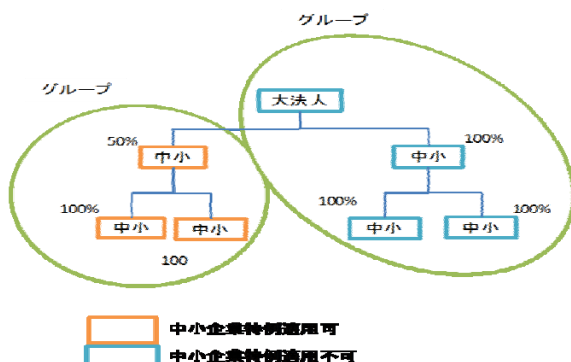 グループ
グループ
大法人
50%
中小
100%
中小
100%
中小
中小
100
100%
中小
100%
中小
中小企業特例適用可
中小企業特例適用不可